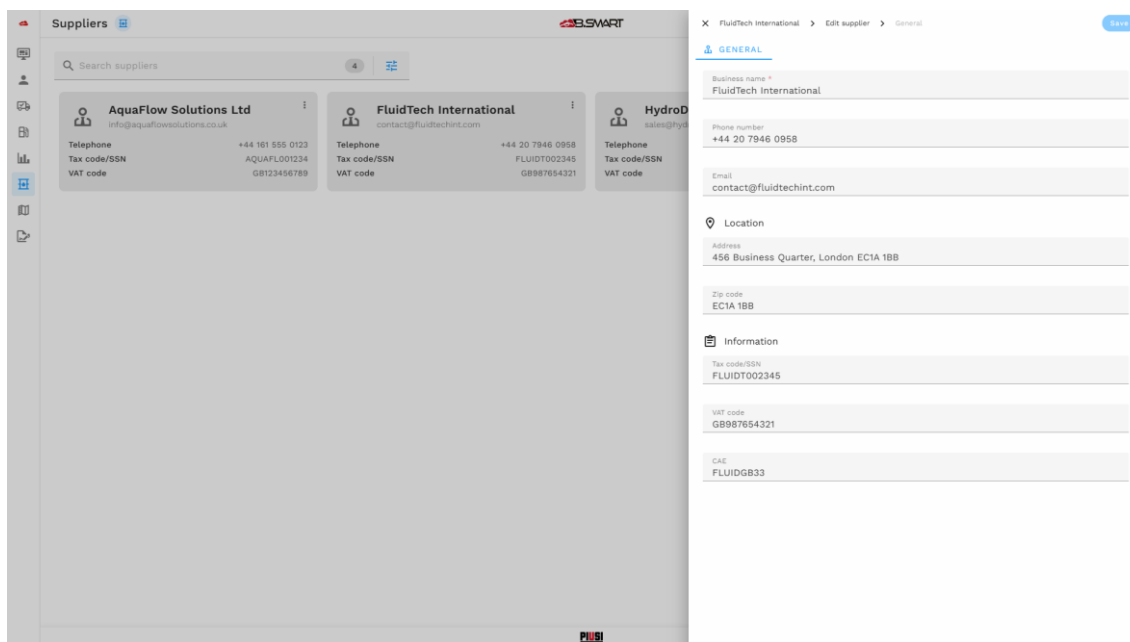 Suppliers
B.SMART
Search suppliers
4
AquaFlow Solutions Ltd
info@aquaflowsolutions.co.uk
Telephone +44 161 555 0123
Tax code/SSN AQUAFL001234
VAT code GB123456789
FluidTech International
contact@fluidtechint.com
Telephone +44 20 7946 0958
Tax code/SSN FLUIDT002345
VAT code GB987654321
HydroD
sales@hyd
Telephone
Tax code/SSN
VAT code
FluidTech International > Edit supplier > General
Save
GENERAL
Business name *
FluidTech International
Phone number
+44 20 7946 0958
Email
contact@fluidtechint.com
Location
Address
456 Business Quarter, London EC1A 1BB
Zip code
EC1A 1BB
Information
Tax code/SSN
FLUIDT002345
VAT code
GB987654321
CAE
FLUIDGB33
PIUSI